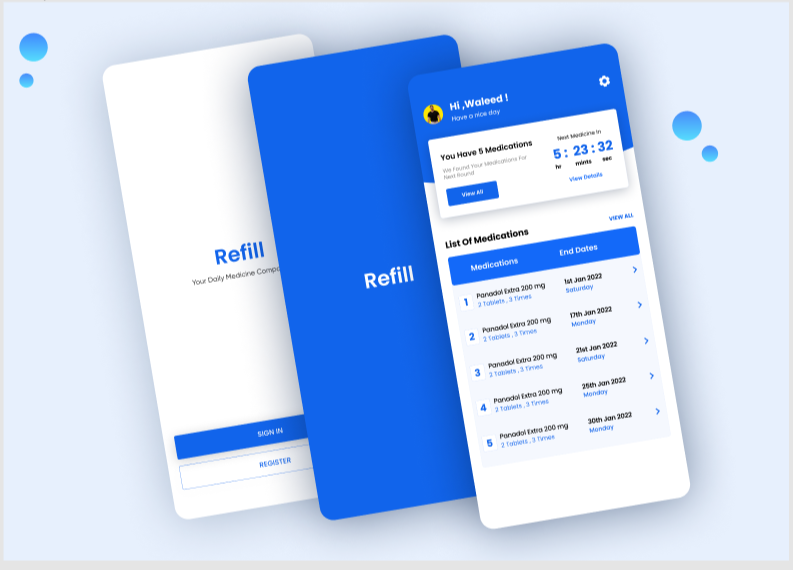 Refill
Your Daily Medicine
SIGN IN
REGISTER
Refill
Hi ,Waleed !
Have a nice day
You Have 5 Medications
We Found Your Medications For
Next Round
View All
Next Medicine In
5 : 23 : 32
hr mints sec
View Details
List Of Medications
VIEW ALL
Medications End Dates
1 Panadol Extra 200 mg 1st Jan 2022
2 Tablets , 3 Times Saturday
2 Panadol Extra 200 mg 17th Jan 2022
2 Tablets , 3 Times Monday
3 Panadol Extra 200 mg 21st Jan 2022
2 Tablets , 3 Times Saturday
4 Panadol Extra 200 mg 25th Jan 2022
2 Tablets , 3 Times Monday
5 Panadol Extra 200 mg 30th Jan 2022
2 Tablets , 3 Times Monday